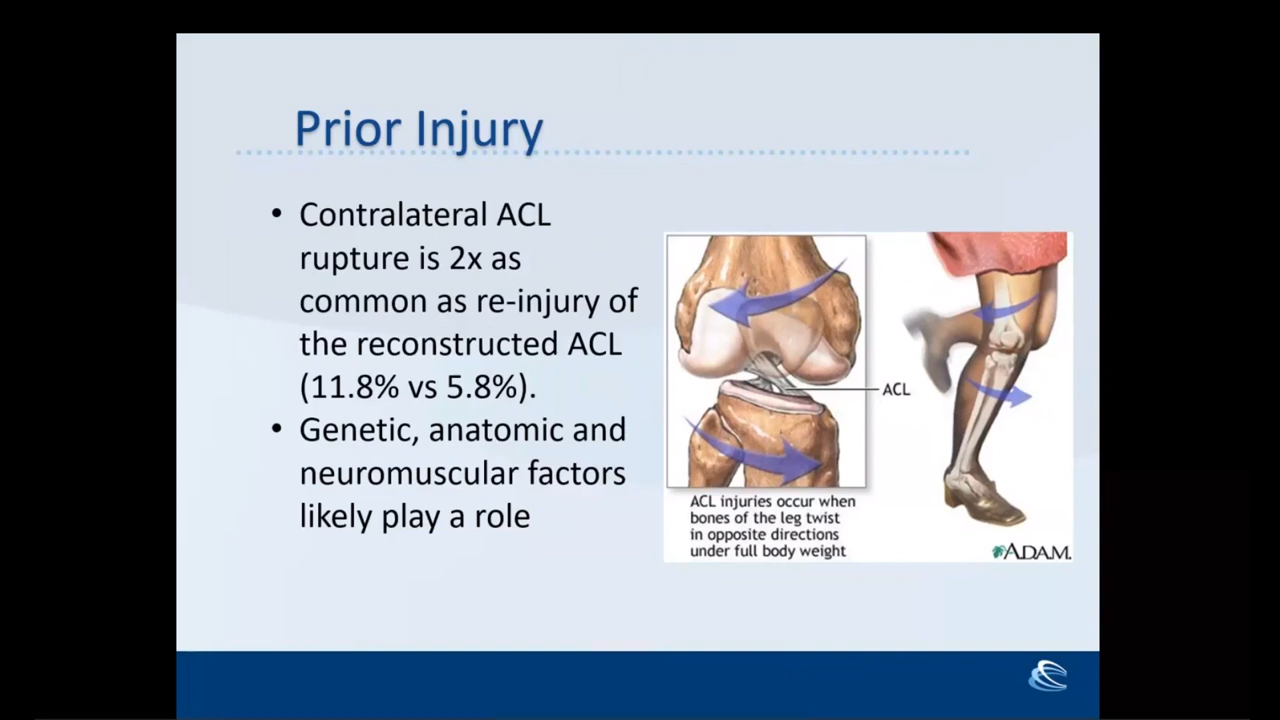 Prior Injury
• Contralateral ACL
rupture is 2x as
common as re-injury of
the reconstructed ACL
(11.8% vs 5.8%).
• Genetic, anatomic and
neuromuscular factors
likely play a role
ACL
ACL injuries occur when
bones of the leg twist
in opposite directions
under full body weight
ADAM.